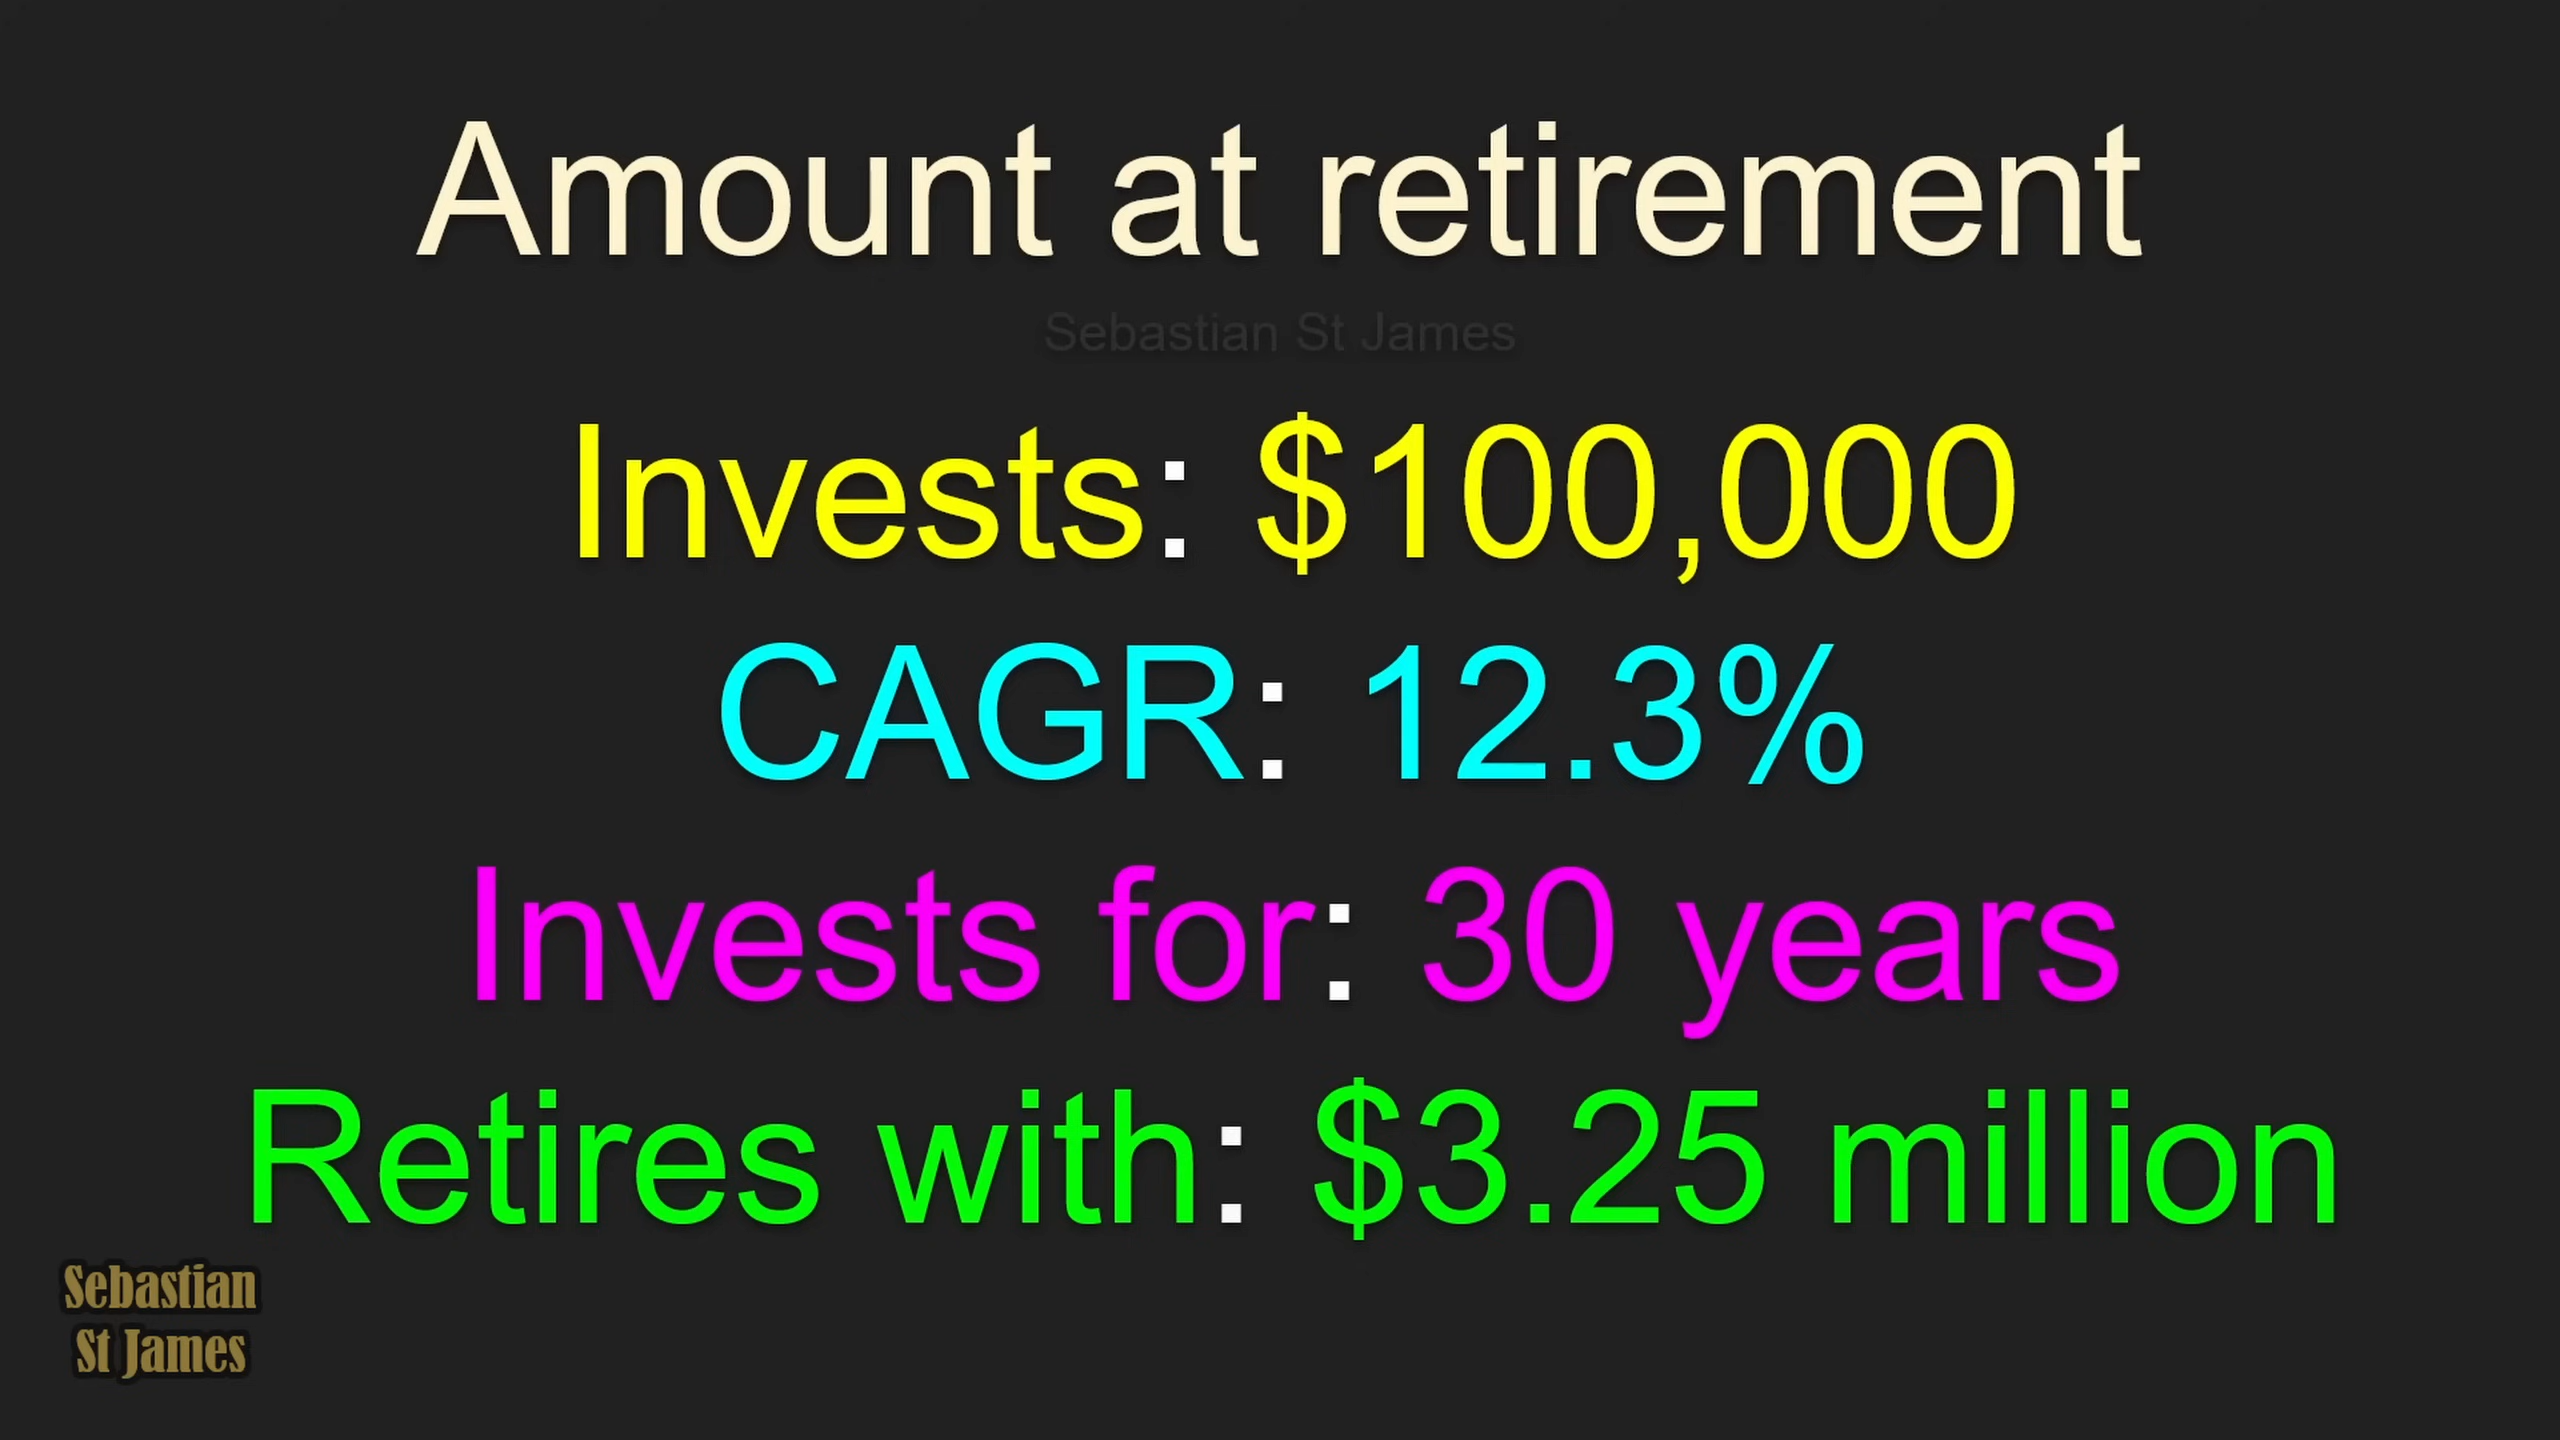 Amount at retirement
Sebastian St James
Invests: $100,000
CAGR: 12.3%
Invests for: 30 years
Retires with: $3.25 million
Sebastian
St James